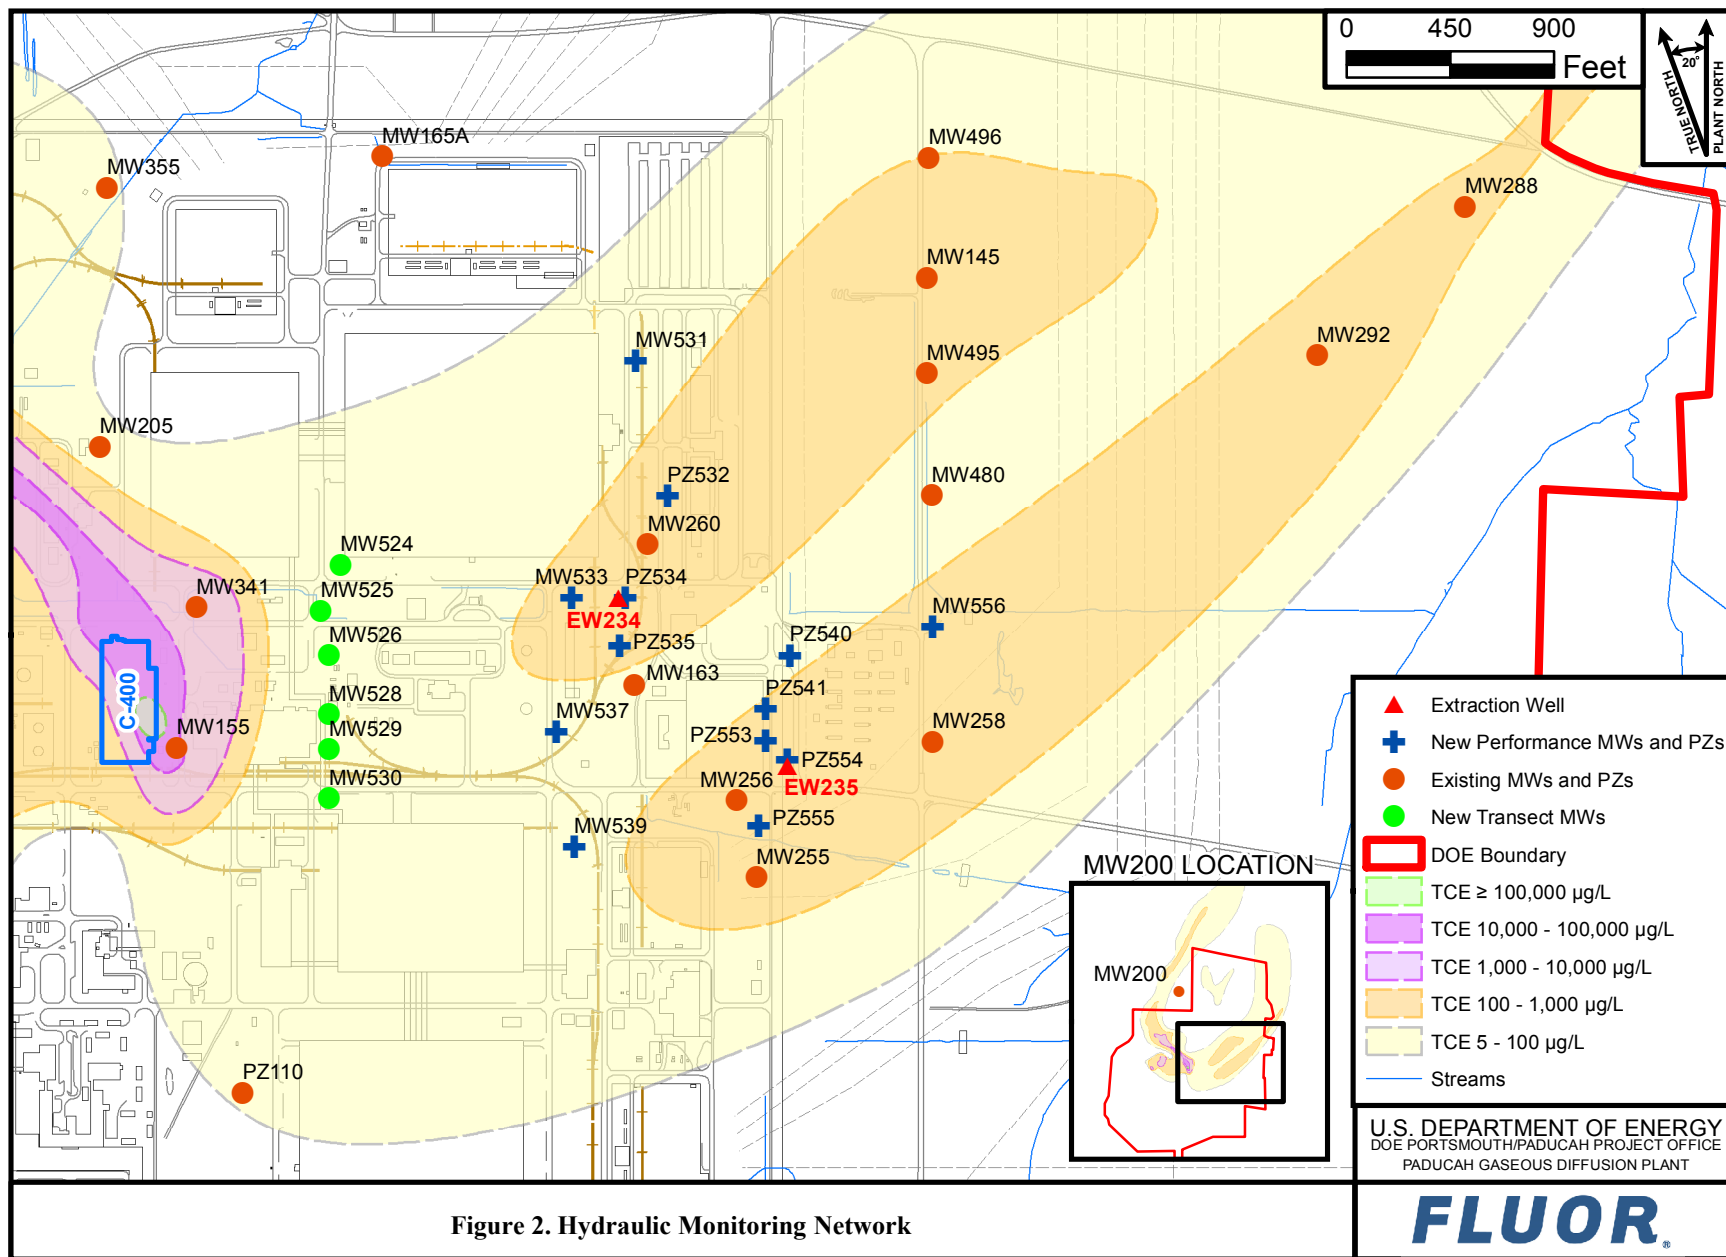 0 450 900
Feet
20°
TRUE NORTH
PLANT NORTH
MW165A
MW496
MW355
MW288
MW145
MW531
MW495
MW292
MW205
PZ532
MW480
MW260
MW524
MW533
PZ534
MW341
MW525
EW234
MW556
MW526
PZ535
PZ540
C-400
MW163
PZ541
MW528
MW537
MW258
MW155
MW529
PZ553
PZ554
MW530
MW256
EW235
MW539
PZ555
MW255
PZ110
MW200 LOCATION
MW200
Extraction Well
New Performance MWs and PZs
Existing MWs and PZs
New Transect MWs
DOE Boundary
TCE ≥ 100,000 µg/L
TCE 10,000 - 100,000 µg/L
TCE 1,000 - 10,000 µg/L
TCE 100 - 1,000 µg/L
TCE 5 - 100 µg/L
Streams
U.S. DEPARTMENT OF ENERGY
DOE PORTSMOUTH/PADUCAH PROJECT OFFICE
PADUCAH GASEOUS DIFFUSION PLANT
Figure 2. Hydraulic Monitoring Network
FLUOR®